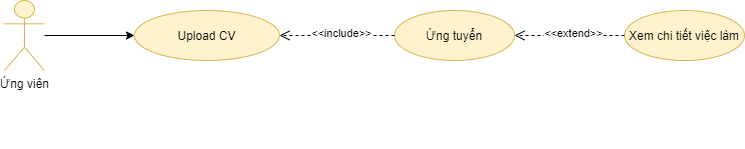 Upload CV
<<include>>
Ứng tuyển
<<extend>>
Xem chi tiết việc làm
Ứng viên